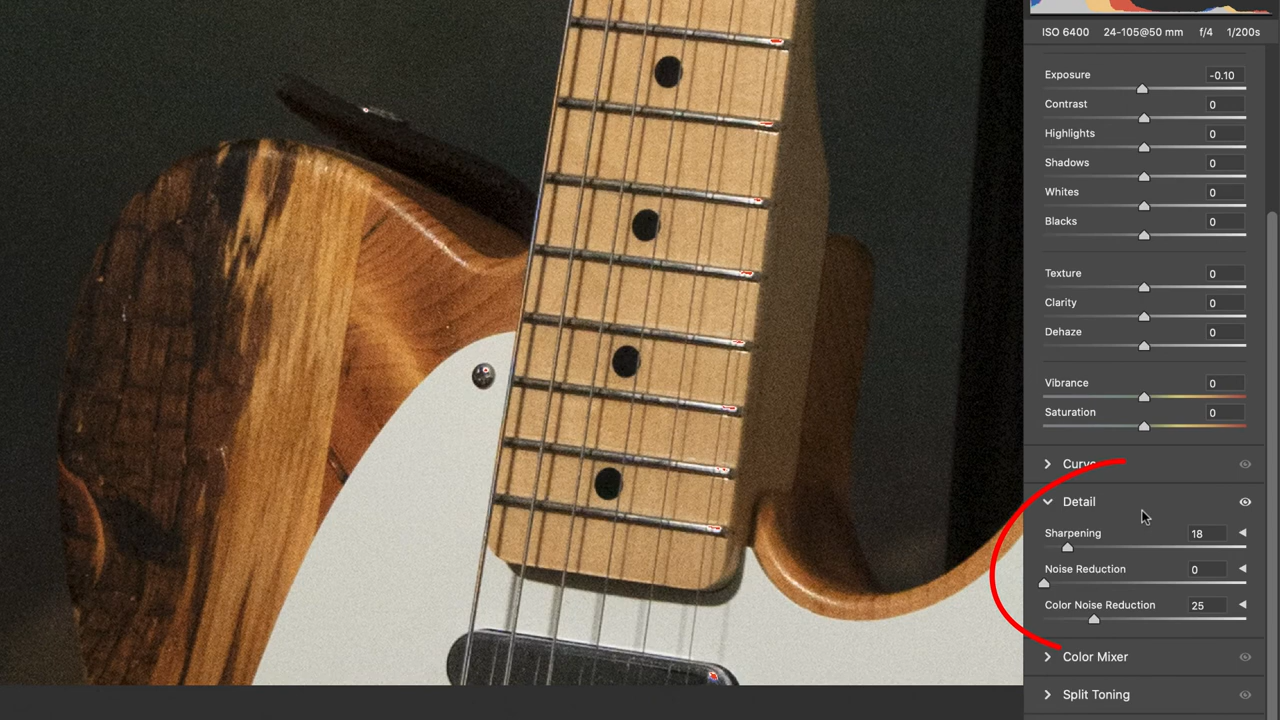 ISO 6400 24-105@50 mm f/4 1/200s
Exposure -0.10
Contrast 0
Highlights 0
Shadows 0
Whites 0
Blacks 0
Texture 0
Clarity 0
Dehaze 0
Vibrance 0
Saturation 0
Curve
Detail
Sharpening 18
Noise Reduction 0
Color Noise Reduction 25
Color Mixer
Split Toning